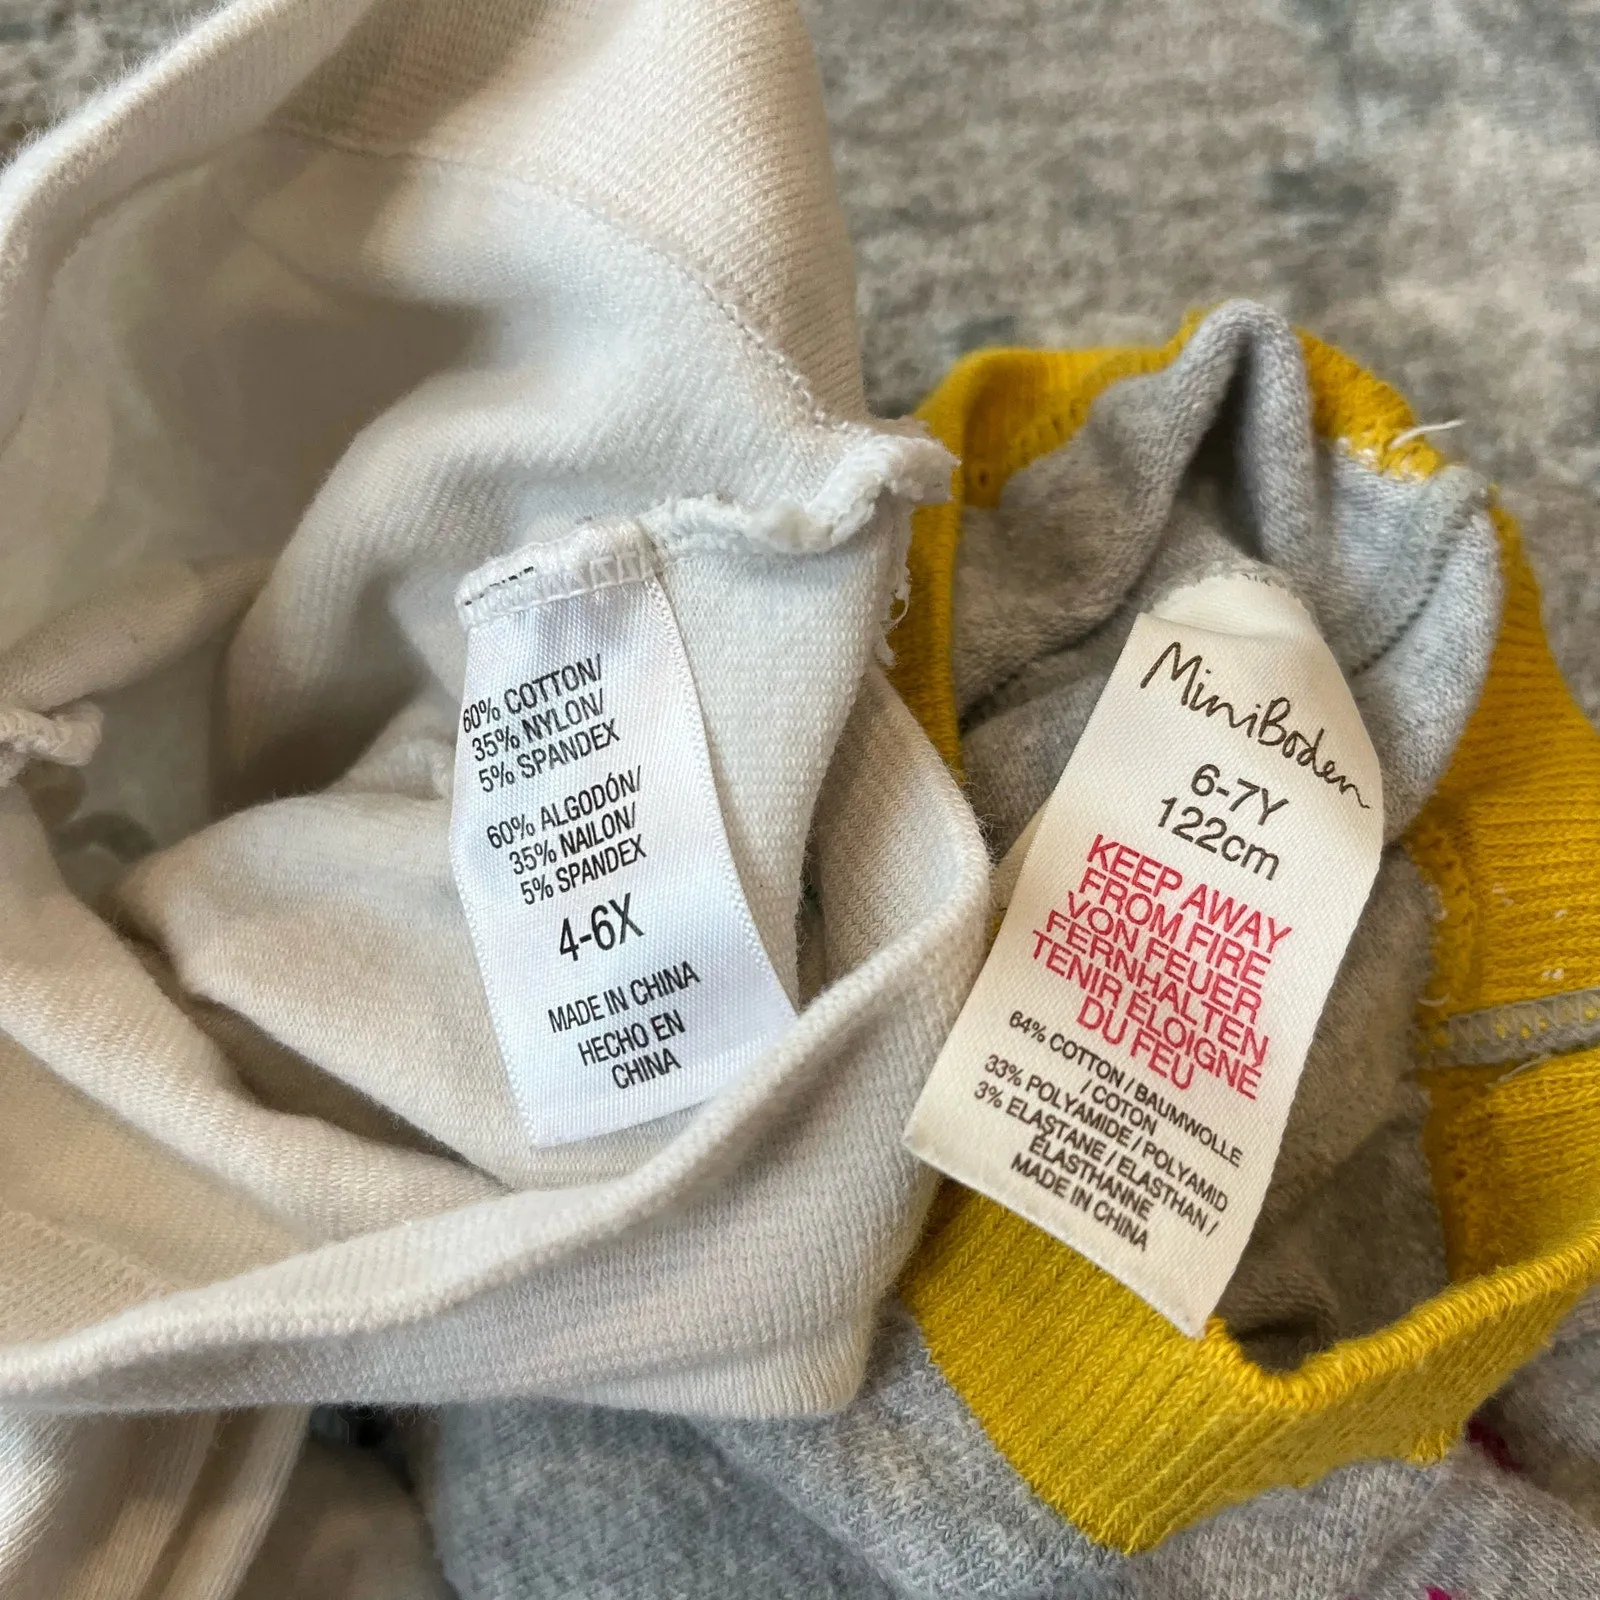 60% COTTON/
35% NYLON/
5% SPANDEX
60% ALGODÓN/
35% NAILON/
5% SPANDEX
4-6X
MADE IN CHINA
HECHO EN
CHINA
MiniBoden
6-7Y
122cm
KEEP AWAY
FROM FIRE
VON FEUER
FERNHALTEN
TENIR ÉLOIGNE
DU FEU
64% COTTON / BAUMWOLLE
/ COTON
33% POLYAMIDE / POLYAMID
3% ELASTANE / ELASTHAN /
ÉLASTHANNE
MADE IN CHINA